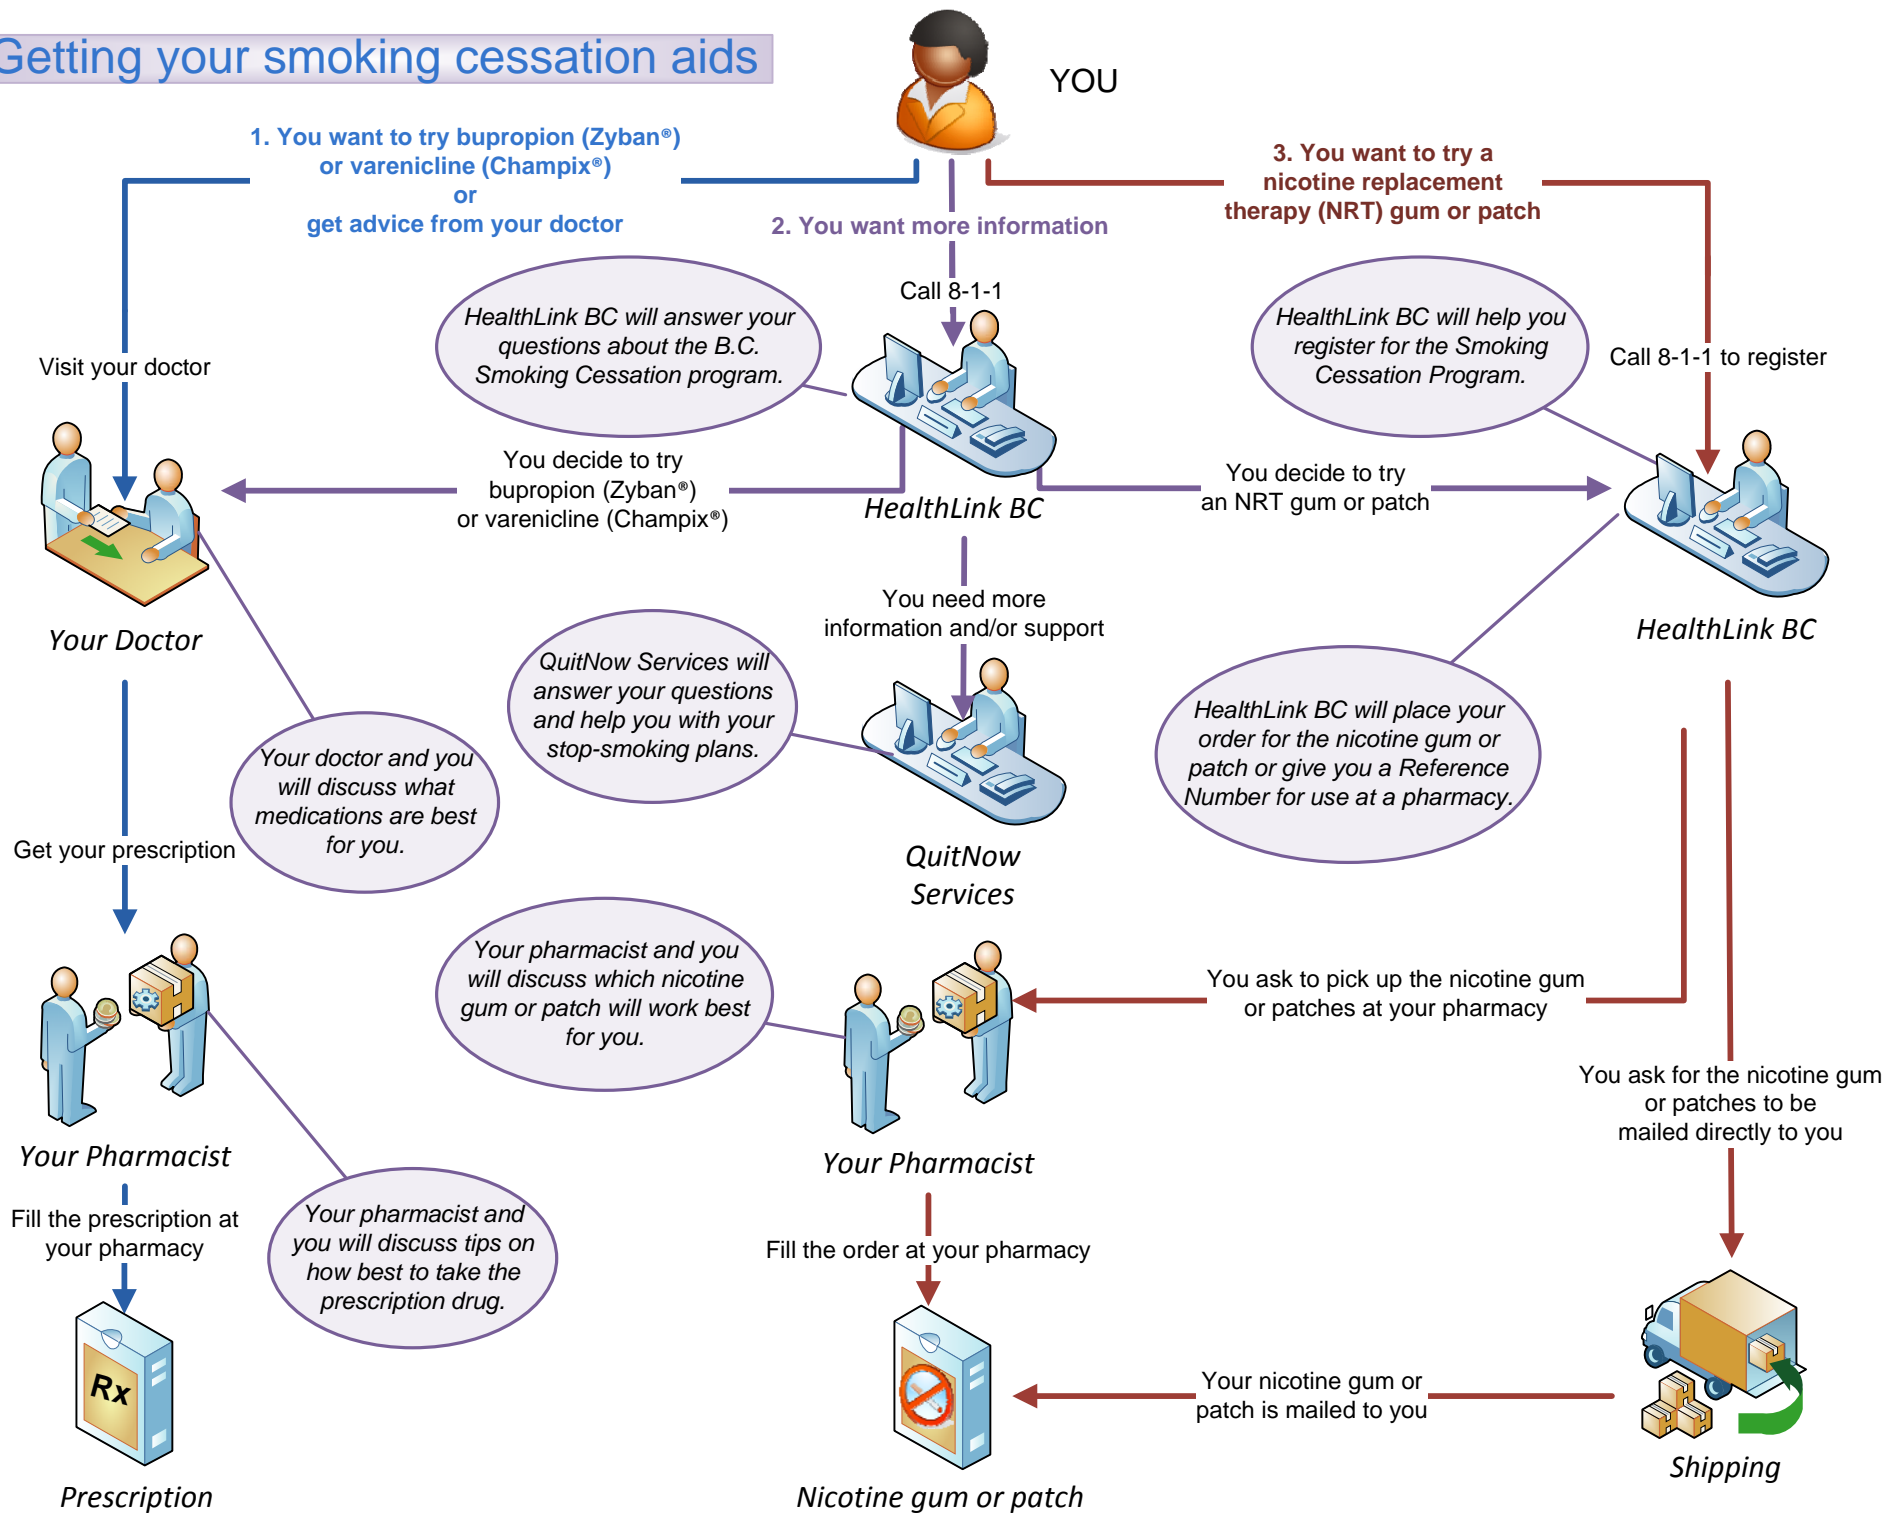 Getting your smoking cessation aids
YOU
1. You want to try bupropion (Zyban®)
or varenicline (Champix®)
or
get advice from your doctor
2. You want more information
3. You want to try a
nicotine replacement
therapy (NRT) gum or patch
Call 8-1-1
HealthLink BC will answer your
questions about the B.C.
Smoking Cessation program.
HealthLink BC will help you
register for the Smoking
Cessation Program.
Visit your doctor
Call 8-1-1 to register
You decide to try
bupropion (Zyban®)
or varenicline (Champix®)
HealthLink BC
You decide to try
an NRT gum or patch
Your Doctor
HealthLink BC
You need more
information and/or support
QuitNow Services will
answer your questions
and help you with your
stop-smoking plans.
Your doctor and you
will discuss what
medications are best
for you.
HealthLink BC will place your
order for the nicotine gum or
patch or give you a Reference
Number for use at a pharmacy.
Get your prescription
QuitNow
Services
Your pharmacist and you
will discuss which nicotine
gum or patch will work best
for you.
You ask to pick up the nicotine gum
or patches at your pharmacy
You ask for the nicotine gum
or patches to be
mailed directly to you
Your Pharmacist
Your Pharmacist
Fill the prescription at
your pharmacy
Your pharmacist and
you will discuss tips on
how best to take the
prescription drug.
Fill the order at your pharmacy
Rx
Your nicotine gum or
patch is mailed to you
Shipping
Prescription
Nicotine gum or patch